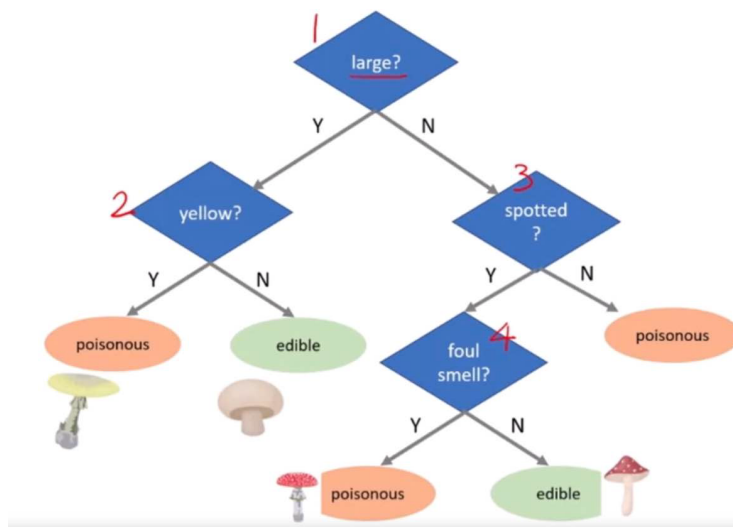 1
large?
Y
N
2
yellow?
3
spotted
?
Y
N
Y
N
poisonous
edible
4
foul
smell?
poisonous
Y
N
poisonous
edible